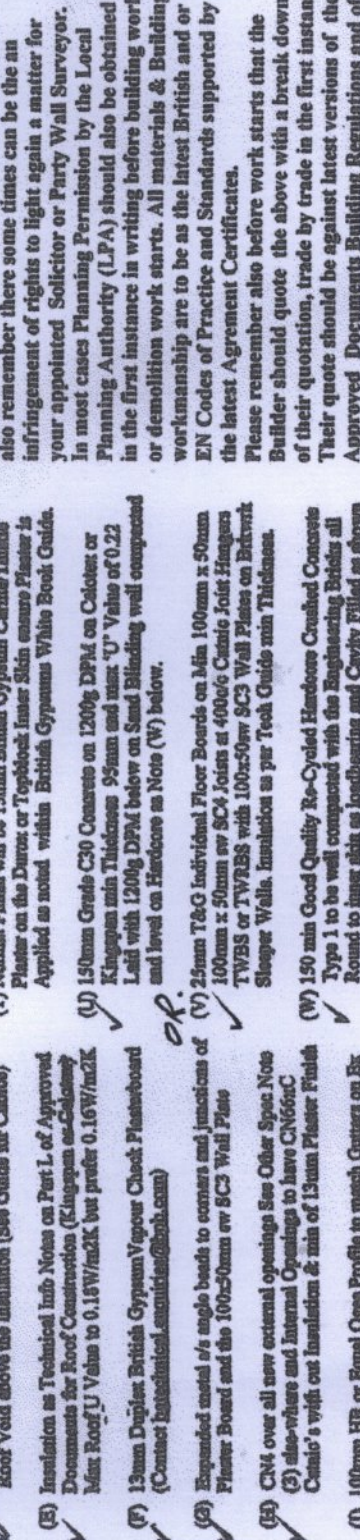 Roof Void above the Insulation (See Guide for Celotex)
(E) Insulation as Technical Info Notes on Part L of Approved
Documents for Roof Construction (Kingspan or Celotex)
Max Roof U Value to 0.18W/m2K but prefer 0.16W/m2K
(F) 13mm Duplex British Gypsum Vapour Check Plasterboard
(Contact
(G) Expanded metal r/s angle beads to corners and junctions of
Plaster Board and the 100x50mm sw SC3 Wall Plate
(H) CN4 over all new external openings See Other Spec Note
(3) else-where and Internal Openings to have CN66xC
Catnic's with out Insulation & min of 13mm Plaster Finish
Plaster on the Durox or Topblock Inner Skin ensure Plaster is
Applied as noted within British Gypsums White Book Guide.
(U) 150mm Grade C30 Concrete on 1200g DPM on Celotex or
Kingspan min Thickness 95mm and max 'U' Value of 0.22
Laid with 1200g DPM below on Sand Blinding well compacted
and level on Hardcore as Note (W) below.
OR.
(V) 25mm T&G Individual Floor Boards on Min 100mm x 50mm
100mm x 50mm sw SC4 Joists at 400c/c Catnic Joist Hangers
TWBS or TWRBS with 100x50sw SC3 Wall Plates on Brkwrk
Sleeper Walls. Insulation as per Tech Guide min Thickness.
(W) 150 min Good Quality Re-Cycled Hardcore Crushed Concrete
Type 1 to be well compacted with the Engineering Bricks all
also remember there some times can be the an
infringement of rights to light again a matter for
your appointed Solicitor or Party Wall Surveyor.
In most cases Planning Permission by the Local
Planning Authority (LPA) should also be obtained
in the first instance in writing before building work
or demolition work starts. All materials & Building
workmanship are to be as the latest British and or
EN Codes of Practice and Standards supported by
the latest Agrement Certificates.
Please remember also before work starts that the
Builder should quote the above with a break down
of their quotation, trade by trade in the first instan
Their quote should be against latest versions of the
Approved Documents Building Regulations